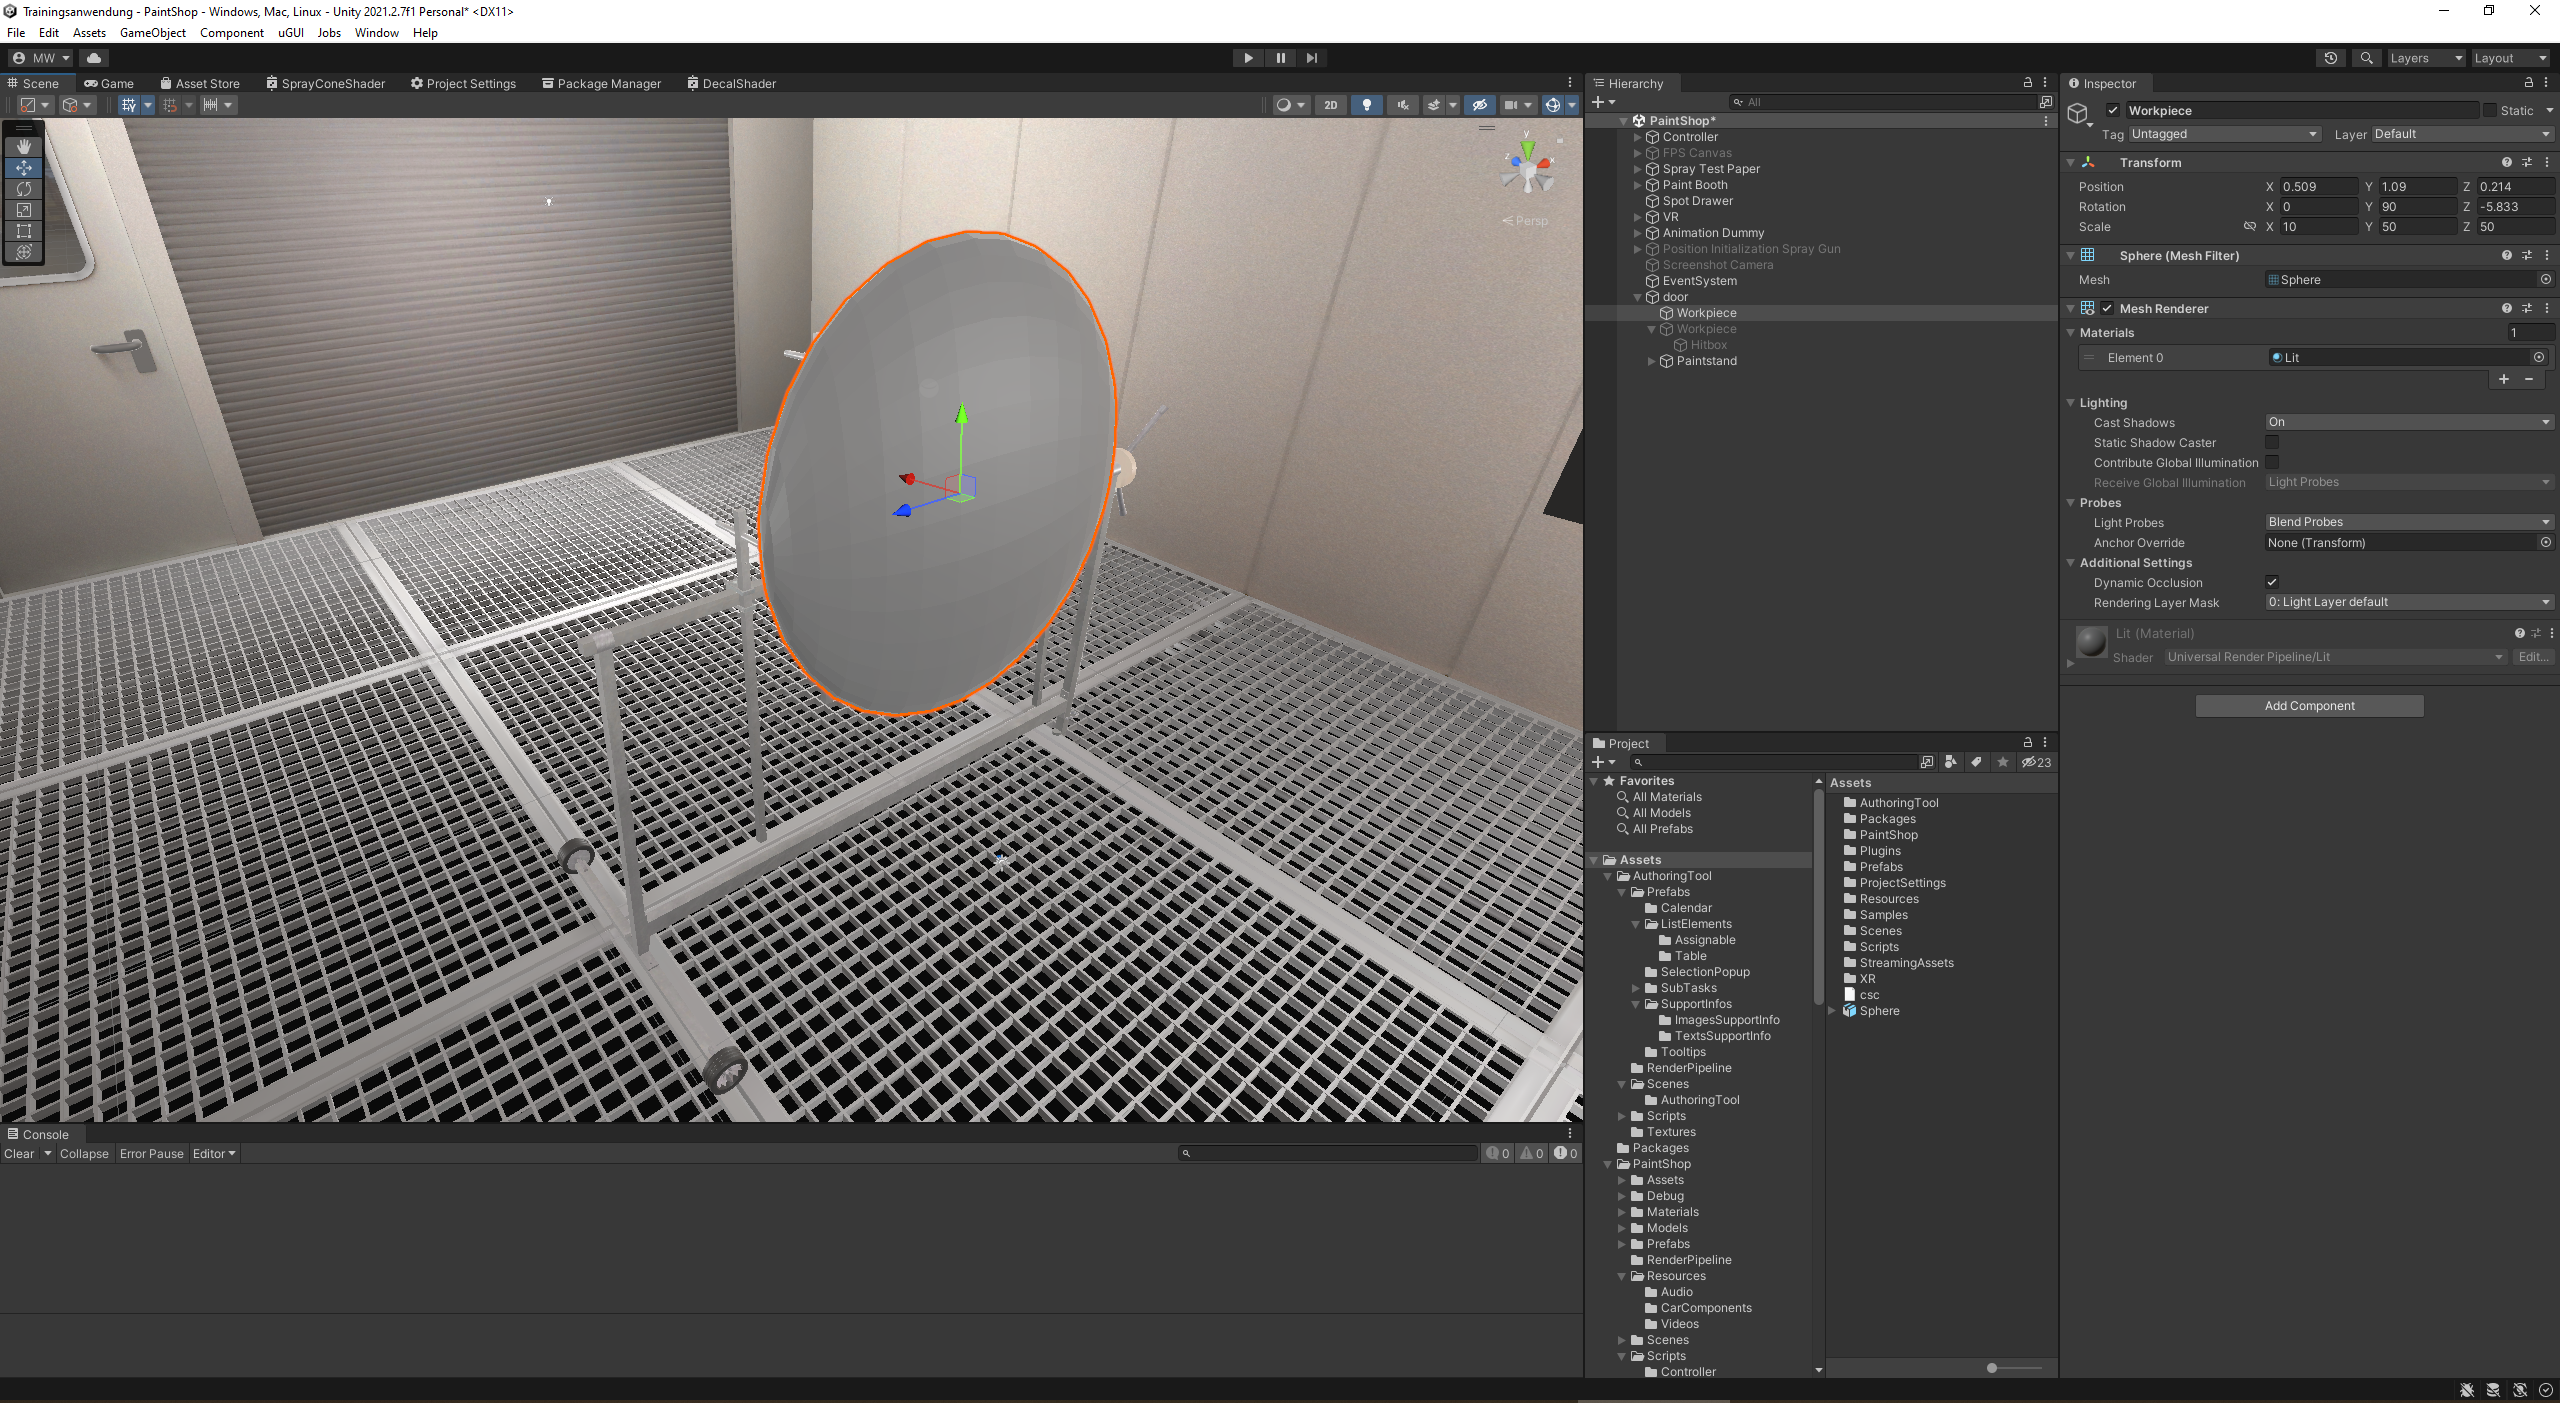 Trainingsanwendung - PaintShop - Windows, Mac, Linux - Unity 2021.2.7f1 Personal* <DX11>
File Edit Assets GameObject Component uGUI Jobs Window Help
MW Layers Layout
Scene Game Asset Store SprayConeShader Project Settings Package Manager DecalShader
2D
y
z x
Persp
Hierarchy
All
PaintShop*
Controller
FPS Canvas
Spray Test Paper
Paint Booth
Spot Drawer
VR
Animation Dummy
Position Initialization Spray Gun
Screenshot Camera
EventSystem
door
Workpiece
Workpiece
Hitbox
Paintstand
Inspector
Workpiece Static
Tag Untagged Layer Default
Transform
Position X 0.509 Y 1.09 Z 0.214
Rotation X 0 Y 90 Z -5.833
Scale X 10 Y 50 Z 50
Sphere (Mesh Filter)
Mesh Sphere
Mesh Renderer
Materials 1
Element 0 Lit
Lighting
Cast Shadows On
Static Shadow Caster
Contribute Global Illumination
Receive Global Illumination Light Probes
Probes
Light Probes Blend Probes
Anchor Override None (Transform)
Additional Settings
Dynamic Occlusion
Rendering Layer Mask 0: Light Layer default
Lit (Material)
Shader Universal Render Pipeline/Lit Edit...
Add Component
Project
23
Favorites
All Materials
All Models
All Prefabs
Assets
AuthoringTool
Prefabs
Calendar
ListElements
Assignable
Table
SelectionPopup
SubTasks
SupportInfos
ImagesSupportInfo
TextsSupportInfo
Tooltips
RenderPipeline
Scenes
AuthoringTool
Scripts
Textures
Packages
PaintShop
Assets
Debug
Materials
Models
Prefabs
RenderPipeline
Resources
Audio
CarComponents
Videos
Scenes
Scripts
Controller
Assets
AuthoringTool
Packages
PaintShop
Plugins
Prefabs
ProjectSettings
Resources
Samples
Scenes
Scripts
StreamingAssets
XR
csc
Sphere
Console
Clear Collapse Error Pause Editor 0 0 0